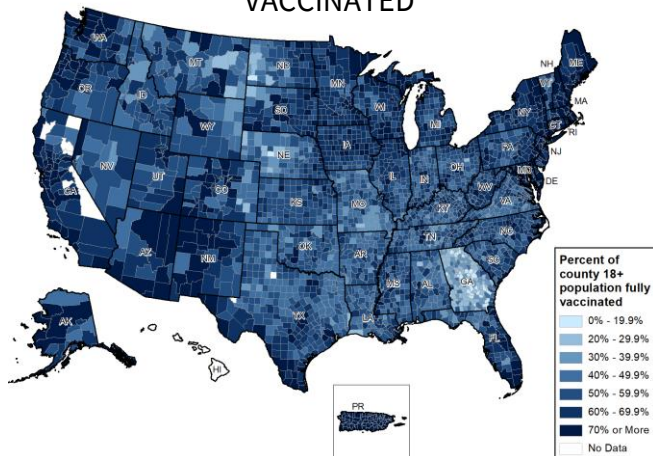 VACCINATED
WA
MT
ND
MN
ME
NH
VT
OR
ID
SD
WI
MI
NY
MA
CT
RI
WY
IA
PA
NJ
NV
NE
IL
IN
OH
MD
DE
UT
CO
WV
VA
CA
KS
MO
KY
NC
TN
AZ
NM
OK
AR
SC
MS
AL
GA
TX
LA
FL
AK
HI
PR
Percent of
county 18+
population fully
vaccinated
0% - 19.9%
20% - 29.9%
30% - 39.9%
40% - 49.9%
50% - 59.9%
60% - 69.9%
70% or More
No Data